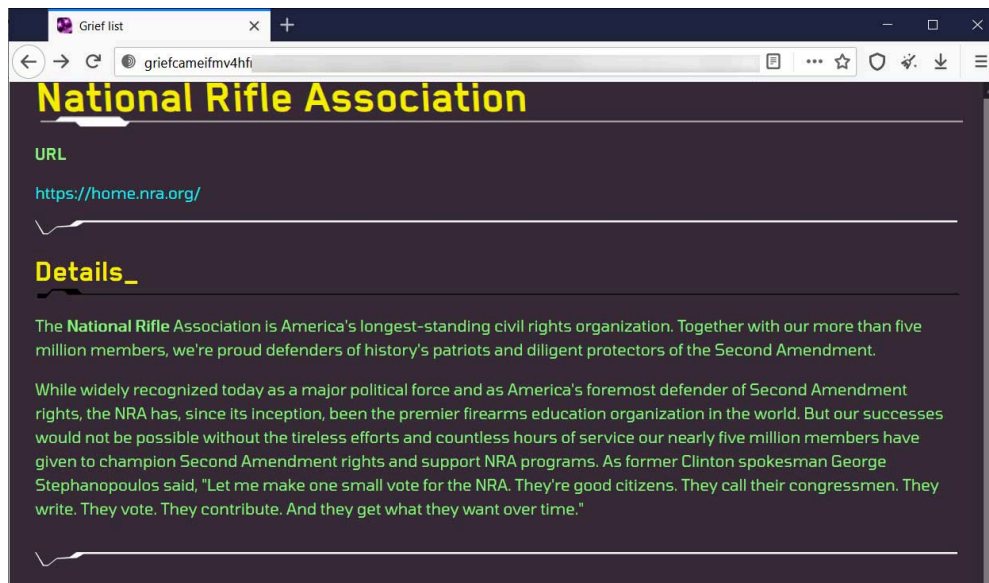 Grief list
griefcameifmv4hf
National Rifle Association
URL
https://home.nra.org/
Details_
The National Rifle Association is America's longest-standing civil rights organization. Together with our more than five
million members, we're proud defenders of history's patriots and diligent protectors of the Second Amendment.
While widely recognized today as a major political force and as America's foremost defender of Second Amendment
rights, the NRA has, since its inception, been the premier firearms education organization in the world. But our successes
would not be possible without the tireless efforts and countless hours of service our nearly five million members have
given to champion Second Amendment rights and support NRA programs. As former Clinton spokesman George
Stephanopoulos said, "Let me make one small vote for the NRA. They're good citizens. They call their congressmen. They
write. They vote. They contribute. And they get what they want over time."